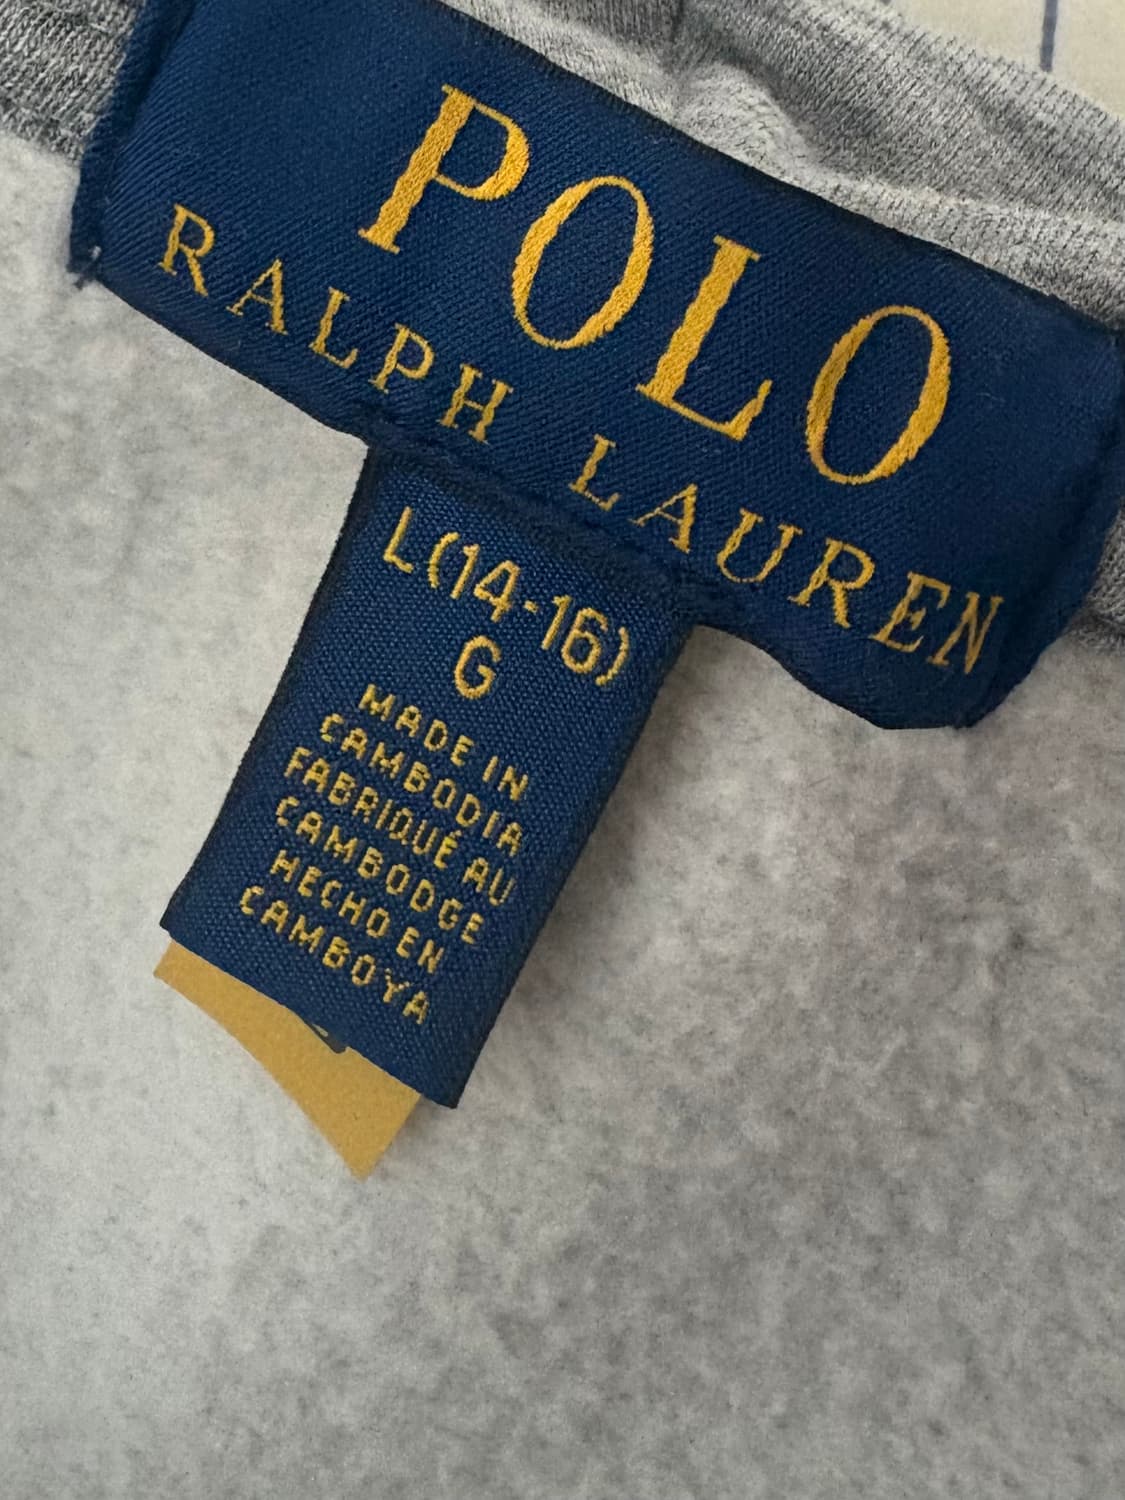 POLO
RALPH LAUREN
L(14-16)
G
MADE IN
CAMBODIA
FABRIQUÉ AU
CAMBODGE
HECHO EN
CAMBOYA